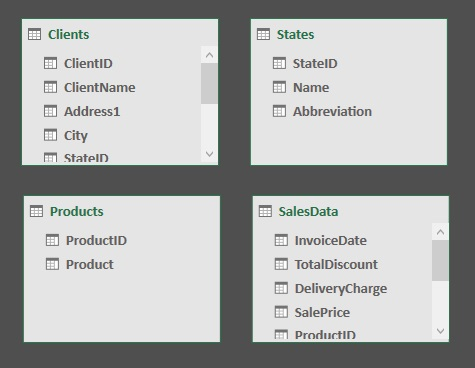 Clients
ClientID
ClientName
Address1
City
StateID
States
StateID
Name
Abbreviation
Products
ProductID
Product
SalesData
InvoiceDate
TotalDiscount
DeliveryCharge
SalePrice
ProductID